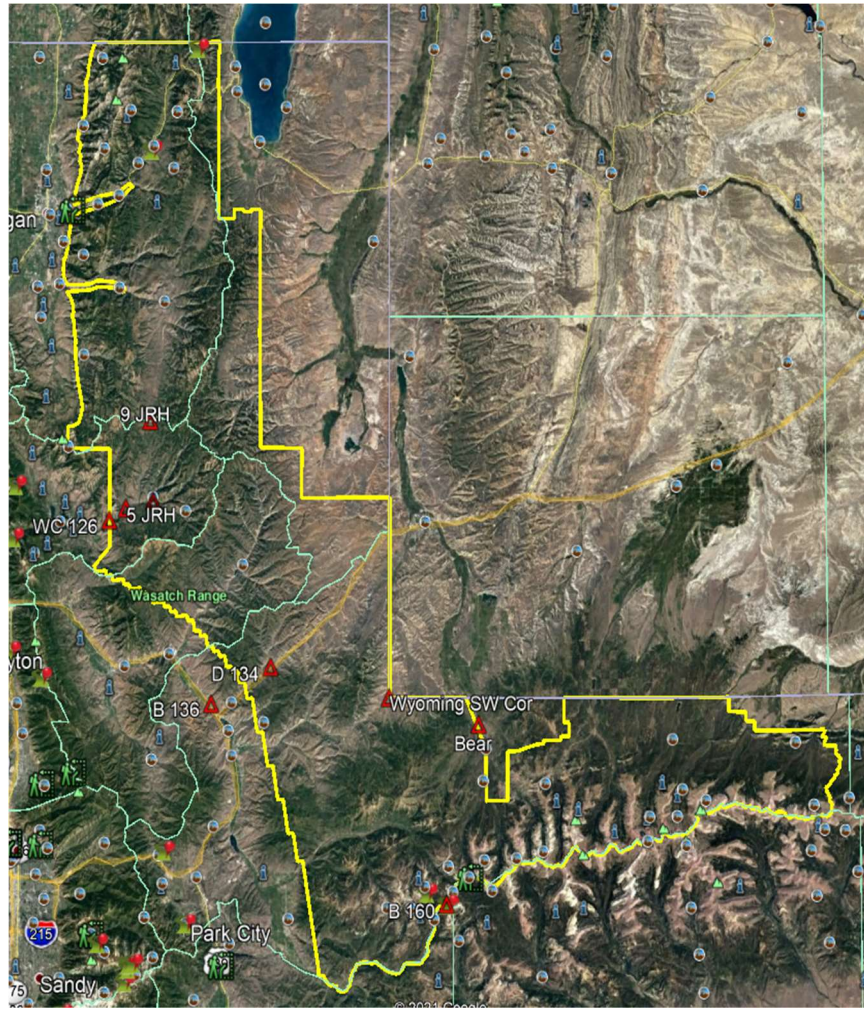 gan
9 JRH
5 JRH
WC 126
Wasatch Range
yton
D 134
B 136
Wyoming SW Cor
Bear
B 160
215
Park City
Sandy
75
© 2021 Google